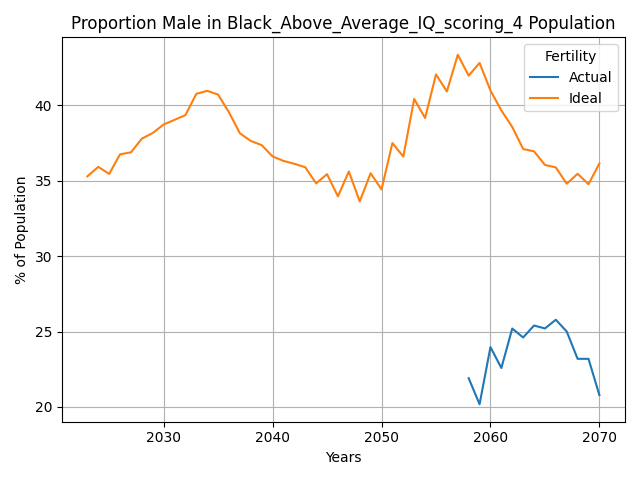 Proportion Male in Black_Above_Average_IQ_scoring_4 Population
Fertility
Actual
Ideal
% of Population
40
35
30
25
20
2030
2040
2050
2060
2070
Years